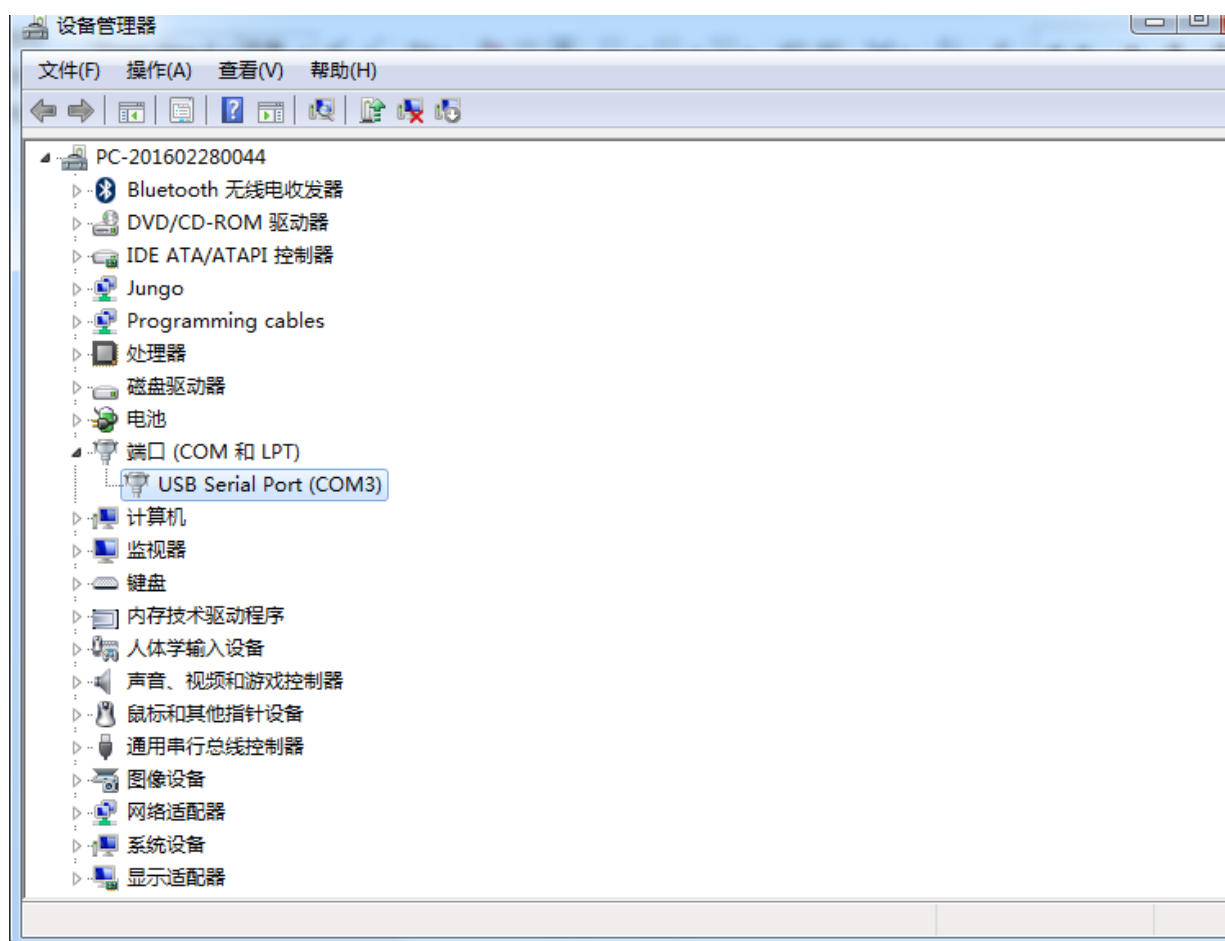 设备管理器
文件(F) 操作(A) 查看(V) 帮助(H)
PC-201602280044
Bluetooth 无线电收发器
DVD/CD-ROM 驱动器
IDE ATA/ATAPI 控制器
Jungo
Programming cables
处理器
磁盘驱动器
电池
端口 (COM 和 LPT)
USB Serial Port (COM3)
计算机
监视器
键盘
内存技术驱动程序
人体学输入设备
声音、视频和游戏控制器
鼠标和其他指针设备
通用串行总线控制器
图像设备
网络适配器
系统设备
显示适配器